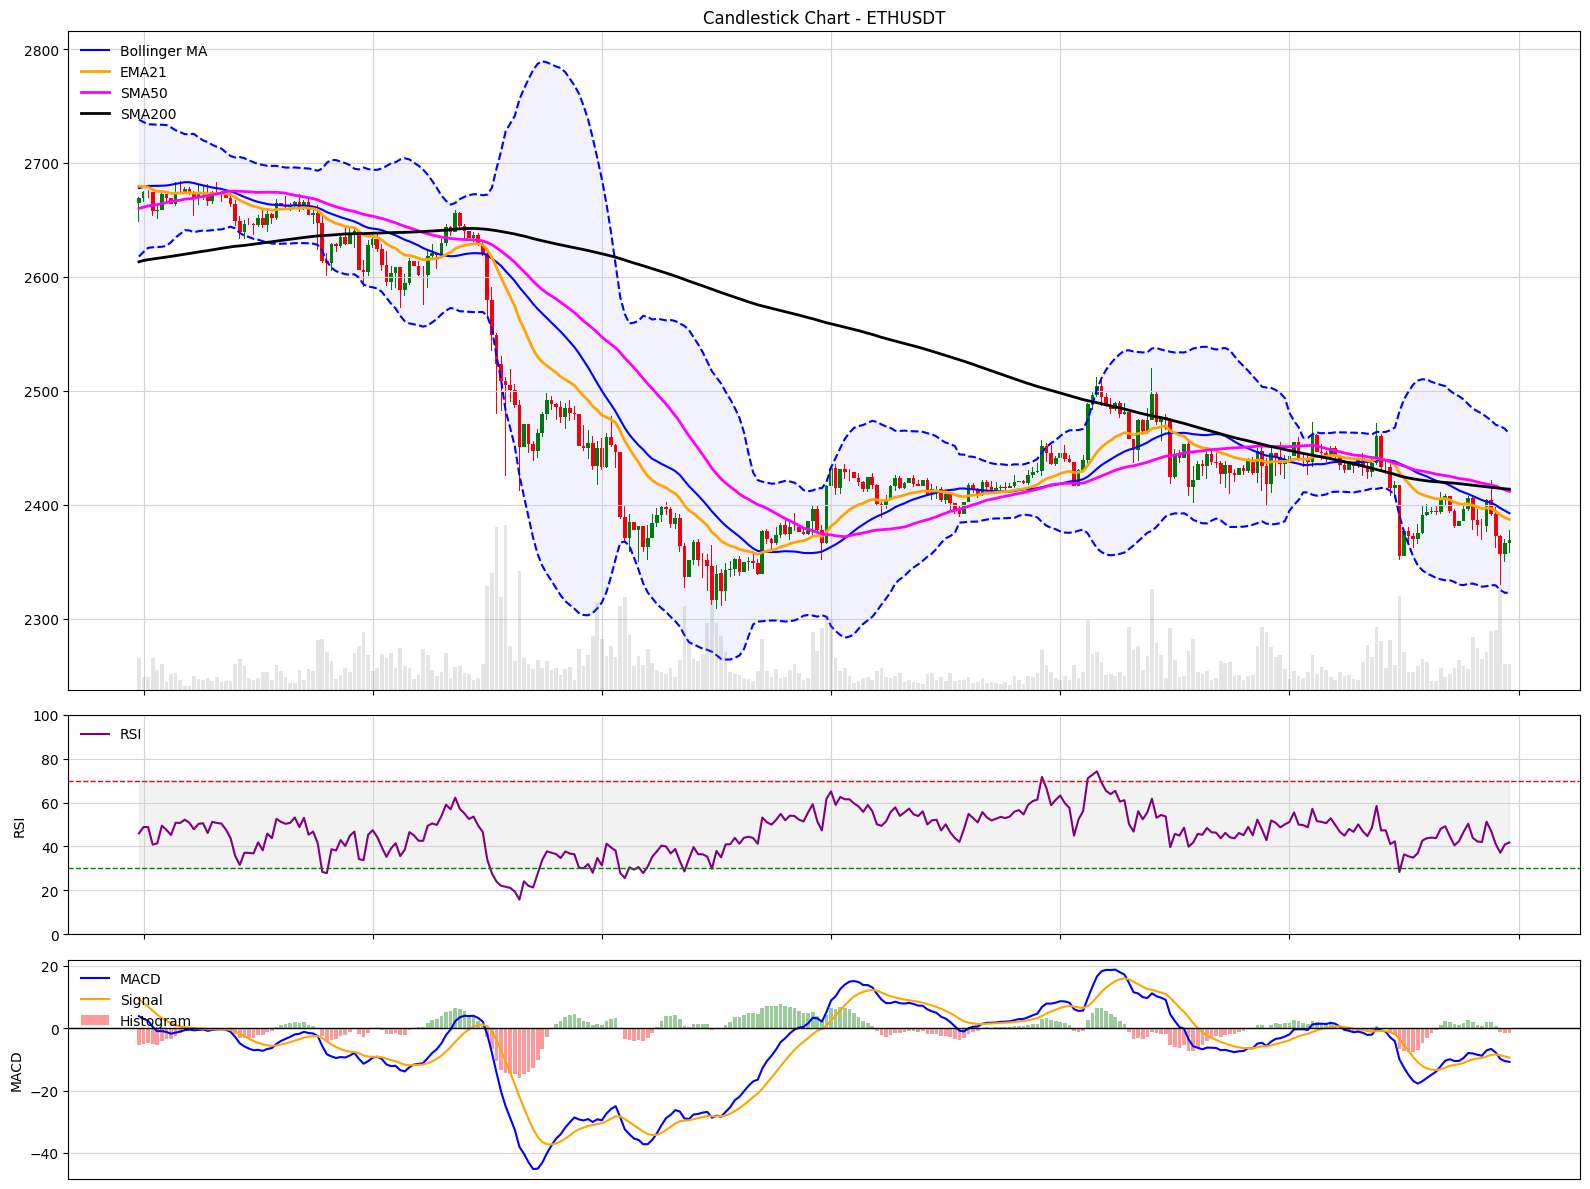 Candlestick Chart - ETHUSDT
Bollinger MA
EMA21
SMA50
SMA200
2800
2700
2600
2500
2400
2300
RSI
RSI
100
80
60
40
20
0
MACD
Signal
Histogram
MACD
20
0
−20
−40